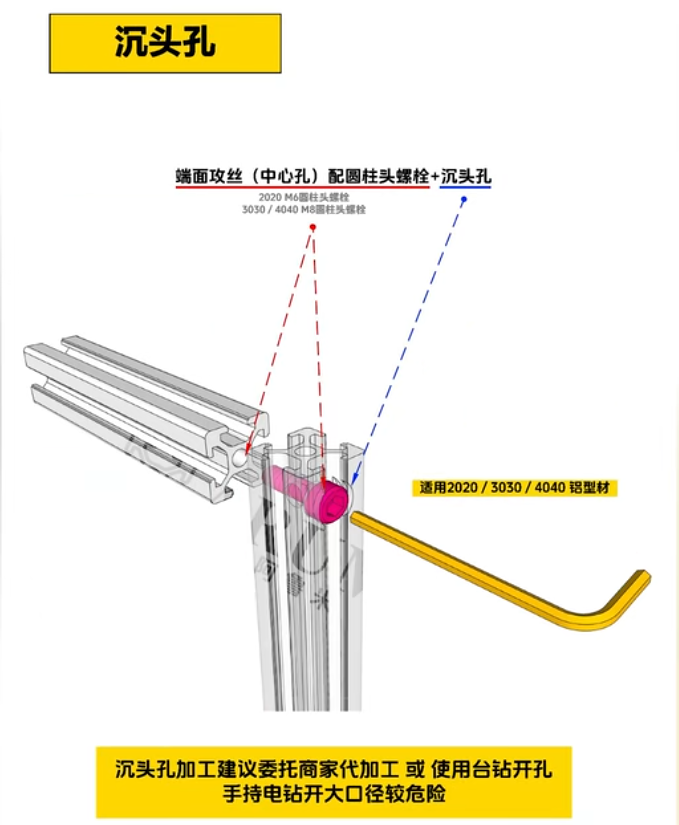 沉头孔
端面攻丝（中心孔）配圆柱头螺栓+沉头孔
2020 M6圆柱头螺栓
3030 / 4040 M8圆柱头螺栓
适用2020 / 3030 / 4040 铝型材
沉头孔加工建议委托商家代加工 或 使用台钻开孔
手持电钻开大口径较危险